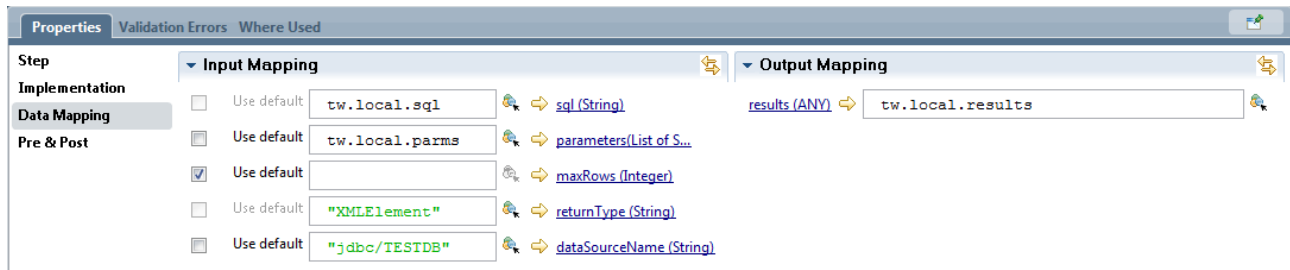 Properties Validation Errors Where Used
Step
Implementation
Data Mapping
Pre & Post
Input Mapping
Use default tw.local.sql sql (String)
Use default tw.local.parms parameters(List of S...
Use default maxRows (Integer)
Use default "XMLElement" returnType (String)
Use default "jdbc/TESTDB" dataSourceName (String)
Output Mapping
results (ANY) tw.local.results